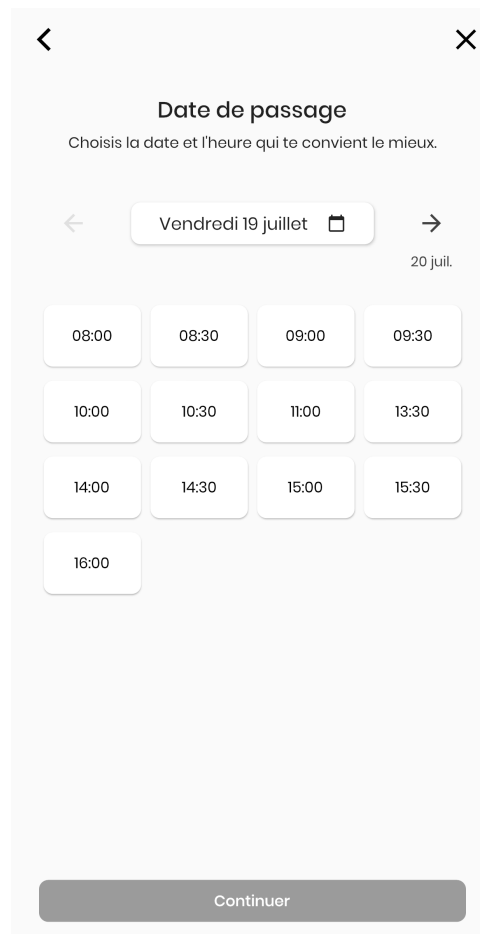 Date de passage
Choisis la date et l'heure qui te convient le mieux.
Vendredi 19 juillet
20 juil.
08:00 08:30 09:00 09:30
10:00 10:30 11:00 13:30
14:00 14:30 15:00 15:30
16:00
Continuer